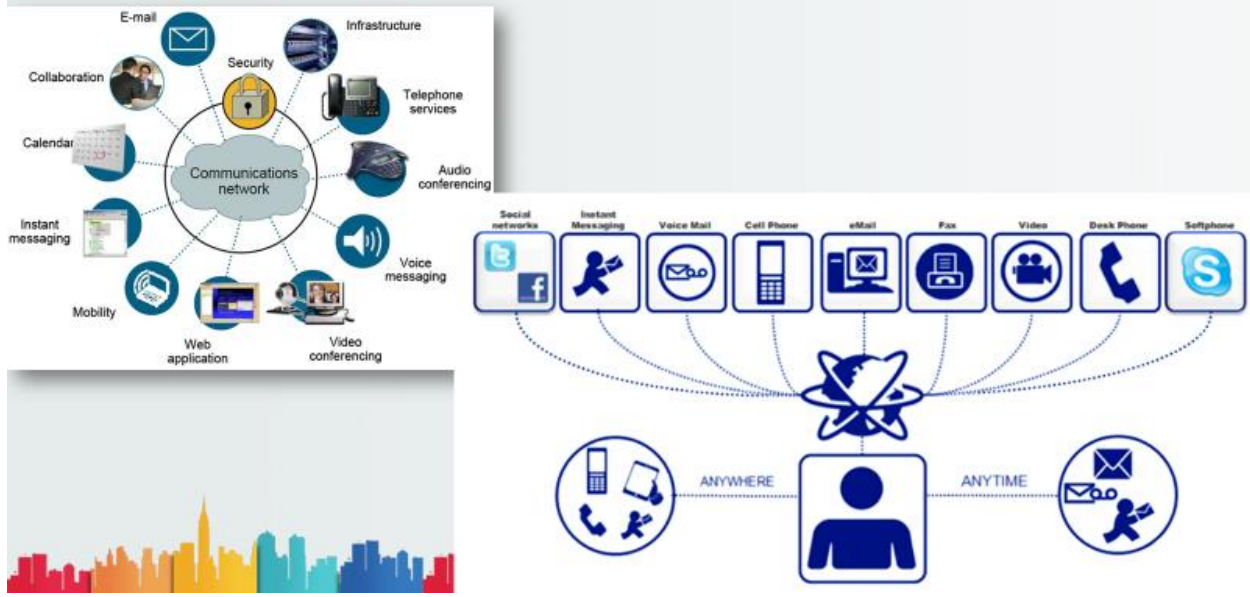 E-mail
Infrastructure
Security
Collaboration
Telephone
services
Calendar
Communications
network
Audio
conferencing
Instant
messaging
Voice
messaging
Mobility
Web
application
Video
conferencing
Social
networks
Instant
Messaging
Voice Mail
Cell Phone
eMail
Fax
Video
Desk Phone
Softphone
ANYWHERE
ANYTIME